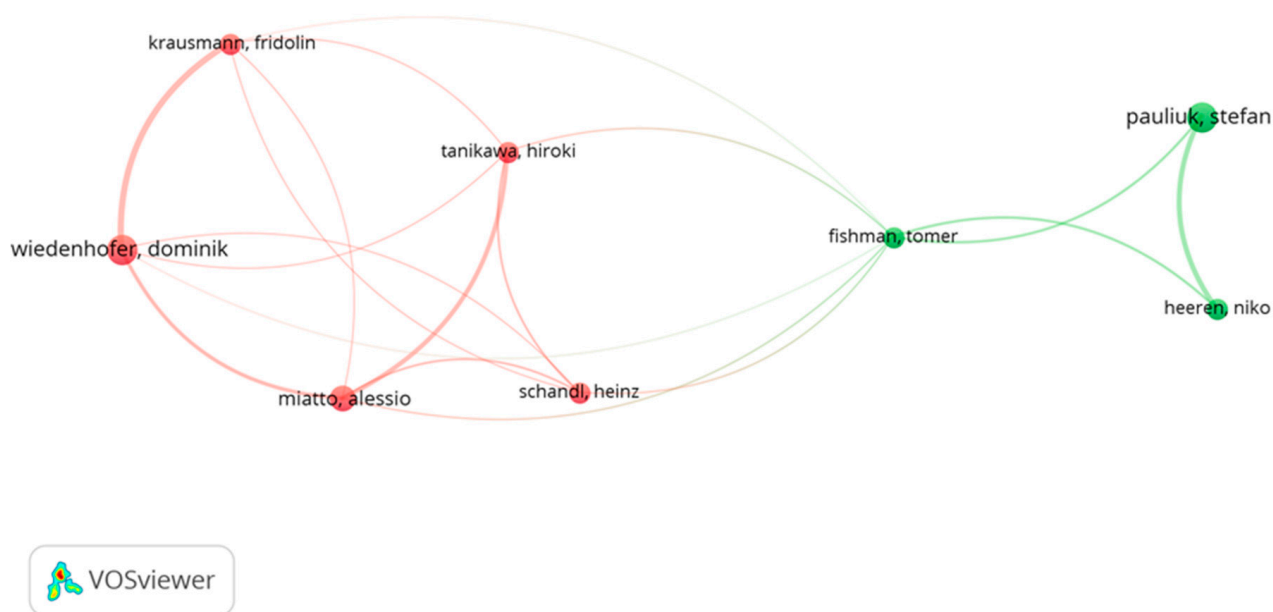 krausmann, fridolin
pauliuk, stefan
tanikawa, hiroki
fishman, tomer
wiedenhofer, dominik
heeren, niko
schandl, heinz
miatto, alessio
VOSviewer